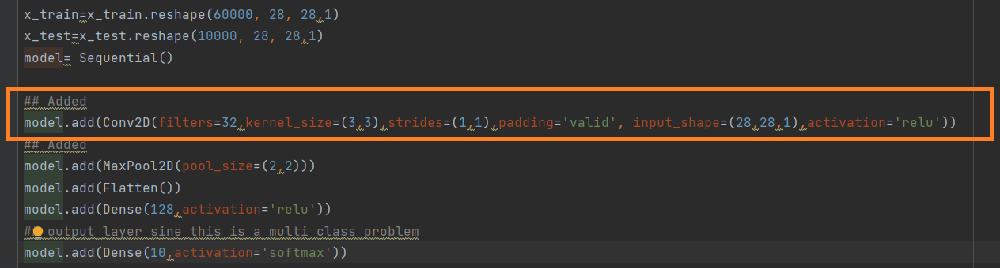 x_train=x_train.reshape(60000, 28, 28,1)
x_test=x_test.reshape(10000, 28, 28,1)
model= Sequential()
## Added
model.add(Conv2D(filters=32,kernel_size=(3,3),strides=(1,1),padding='valid', input_shape=(28,28,1),activation='relu'))
## Added
model.add(MaxPool2D(pool_size=(2,2)))
model.add(Flatten())
model.add(Dense(128,activation='relu'))
## output layer sine this is a multi class problem
model.add(Dense(10,activation='softmax'))